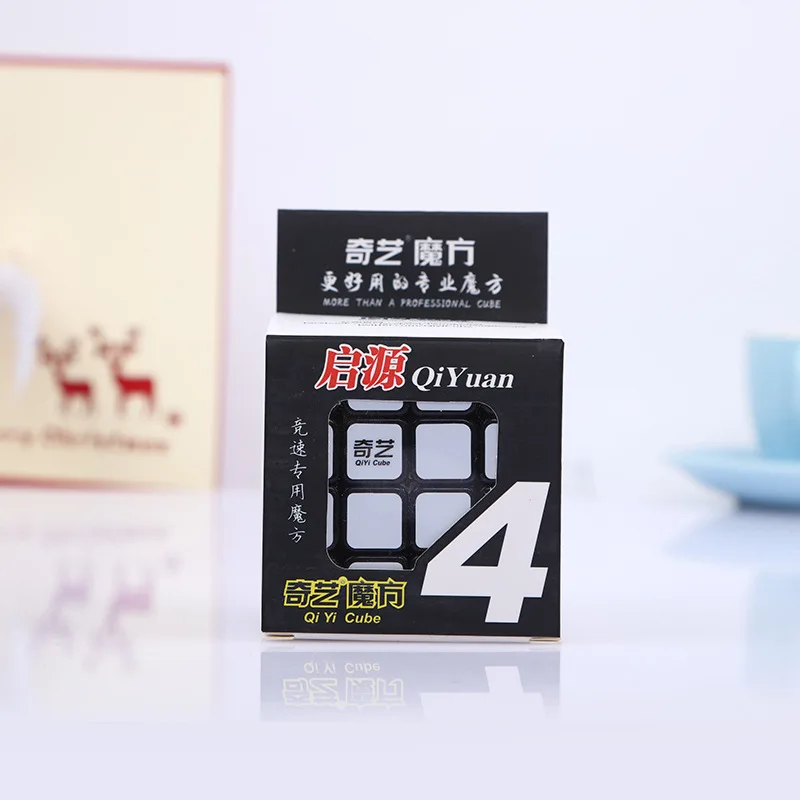 奇艺®魔方
更好用的专业魔方
MORE THAN A PROFESSIONAL CUBE
启源 QiYuan
竞速专用魔方
奇艺
QiYi Cube
4
奇艺®魔方
Qi Yi Cube
Christmas